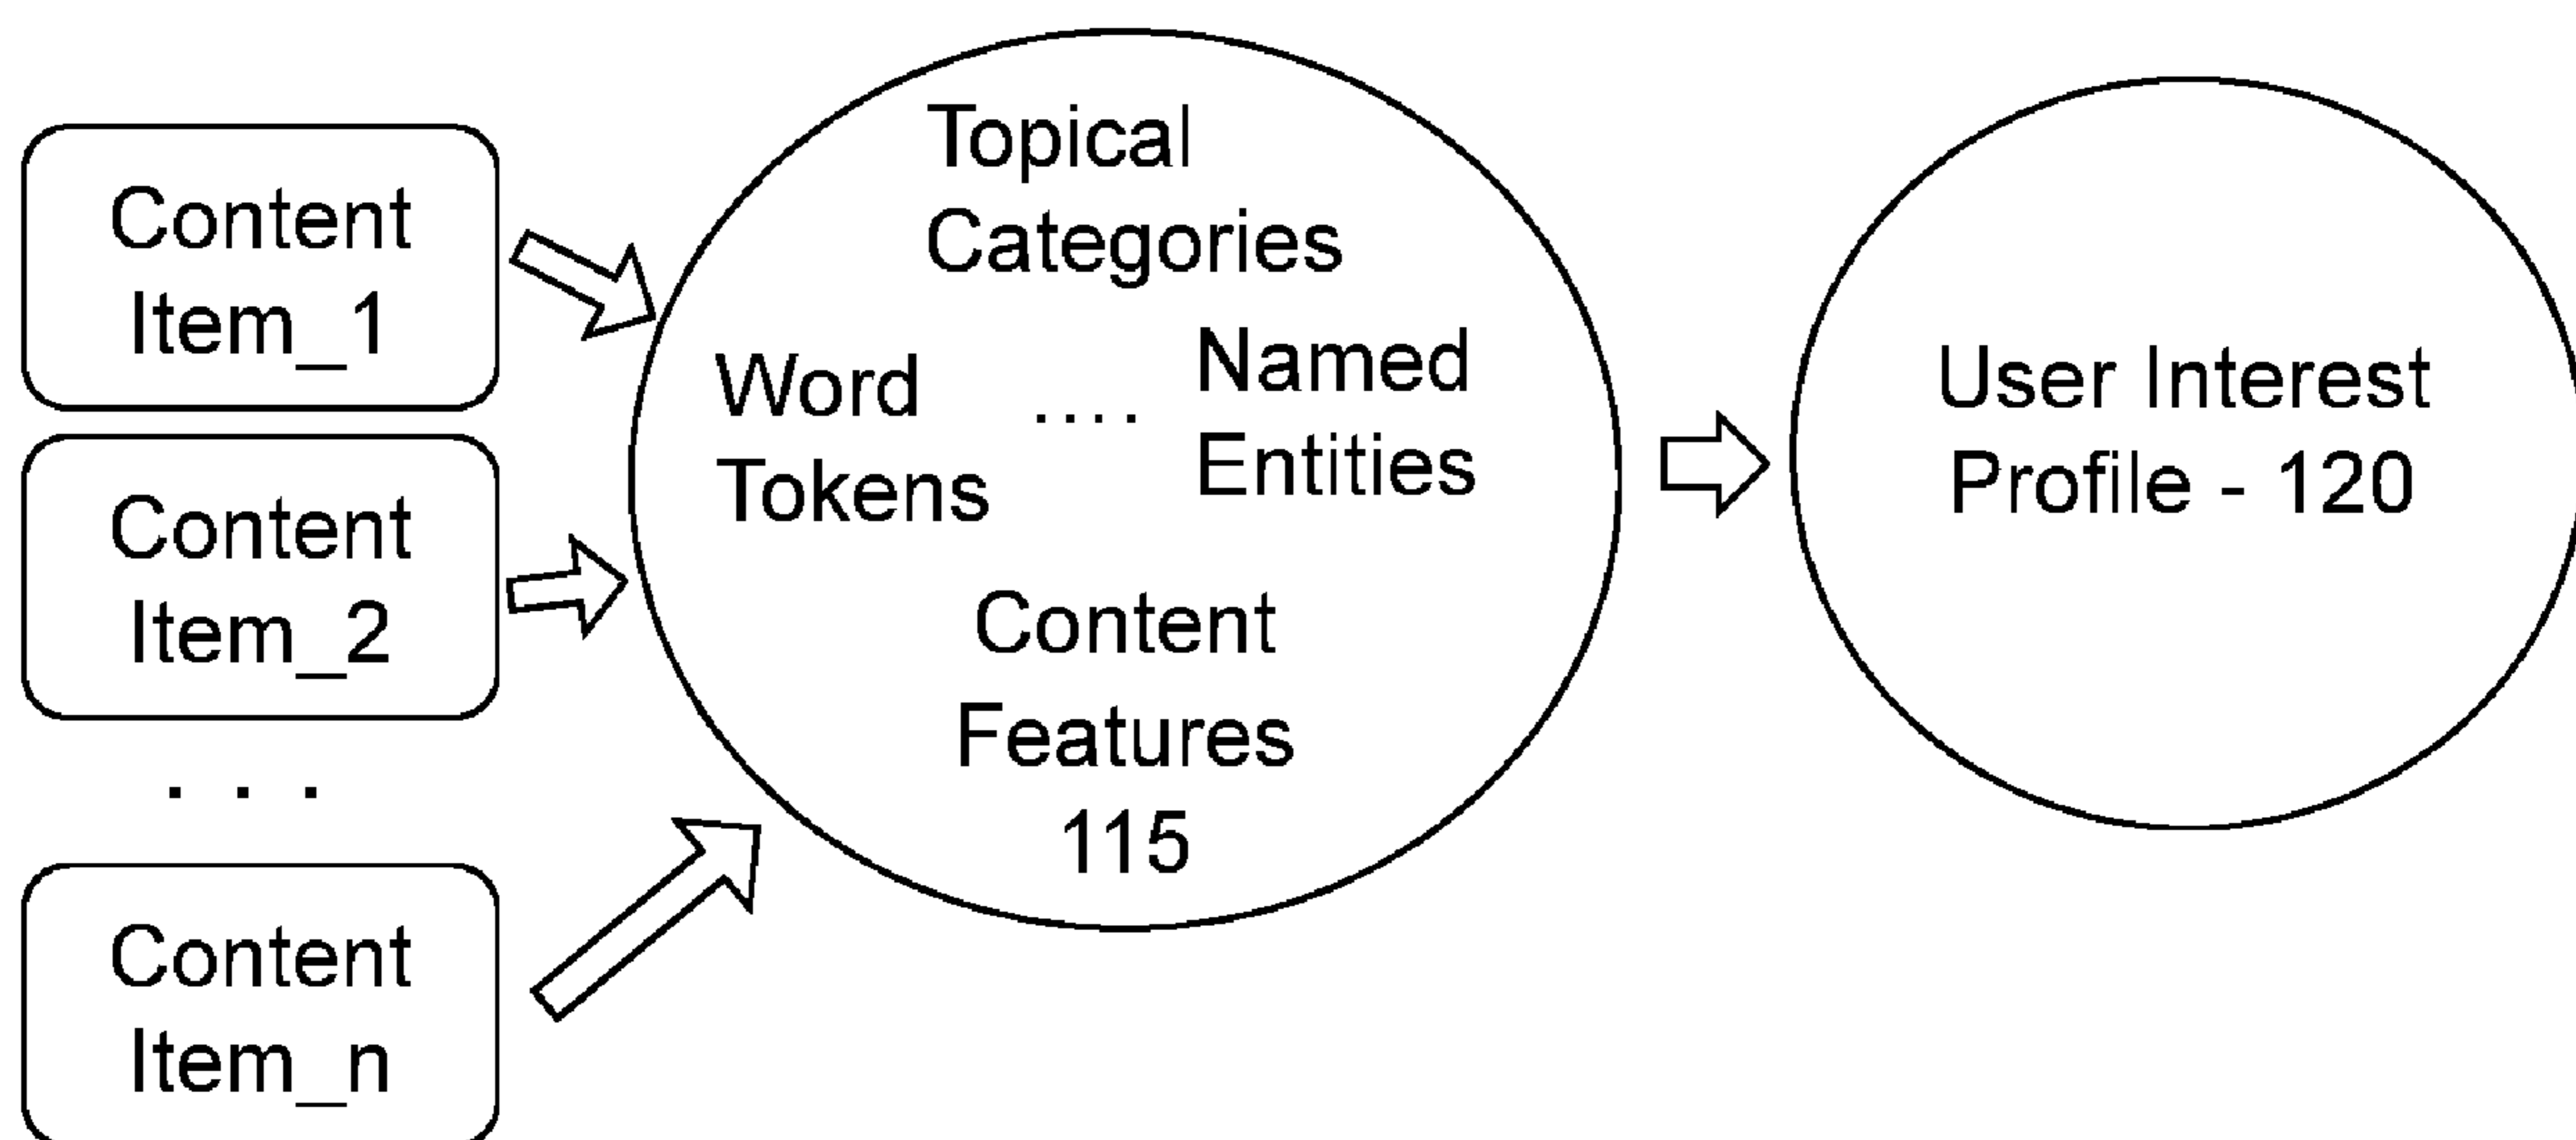 Content
Item_1
Content
Item_2
. . .
Content
Item_n
Topical
Categories
Word
Tokens
....
Named
Entities
Content
Features
115
User Interest
Profile - 120